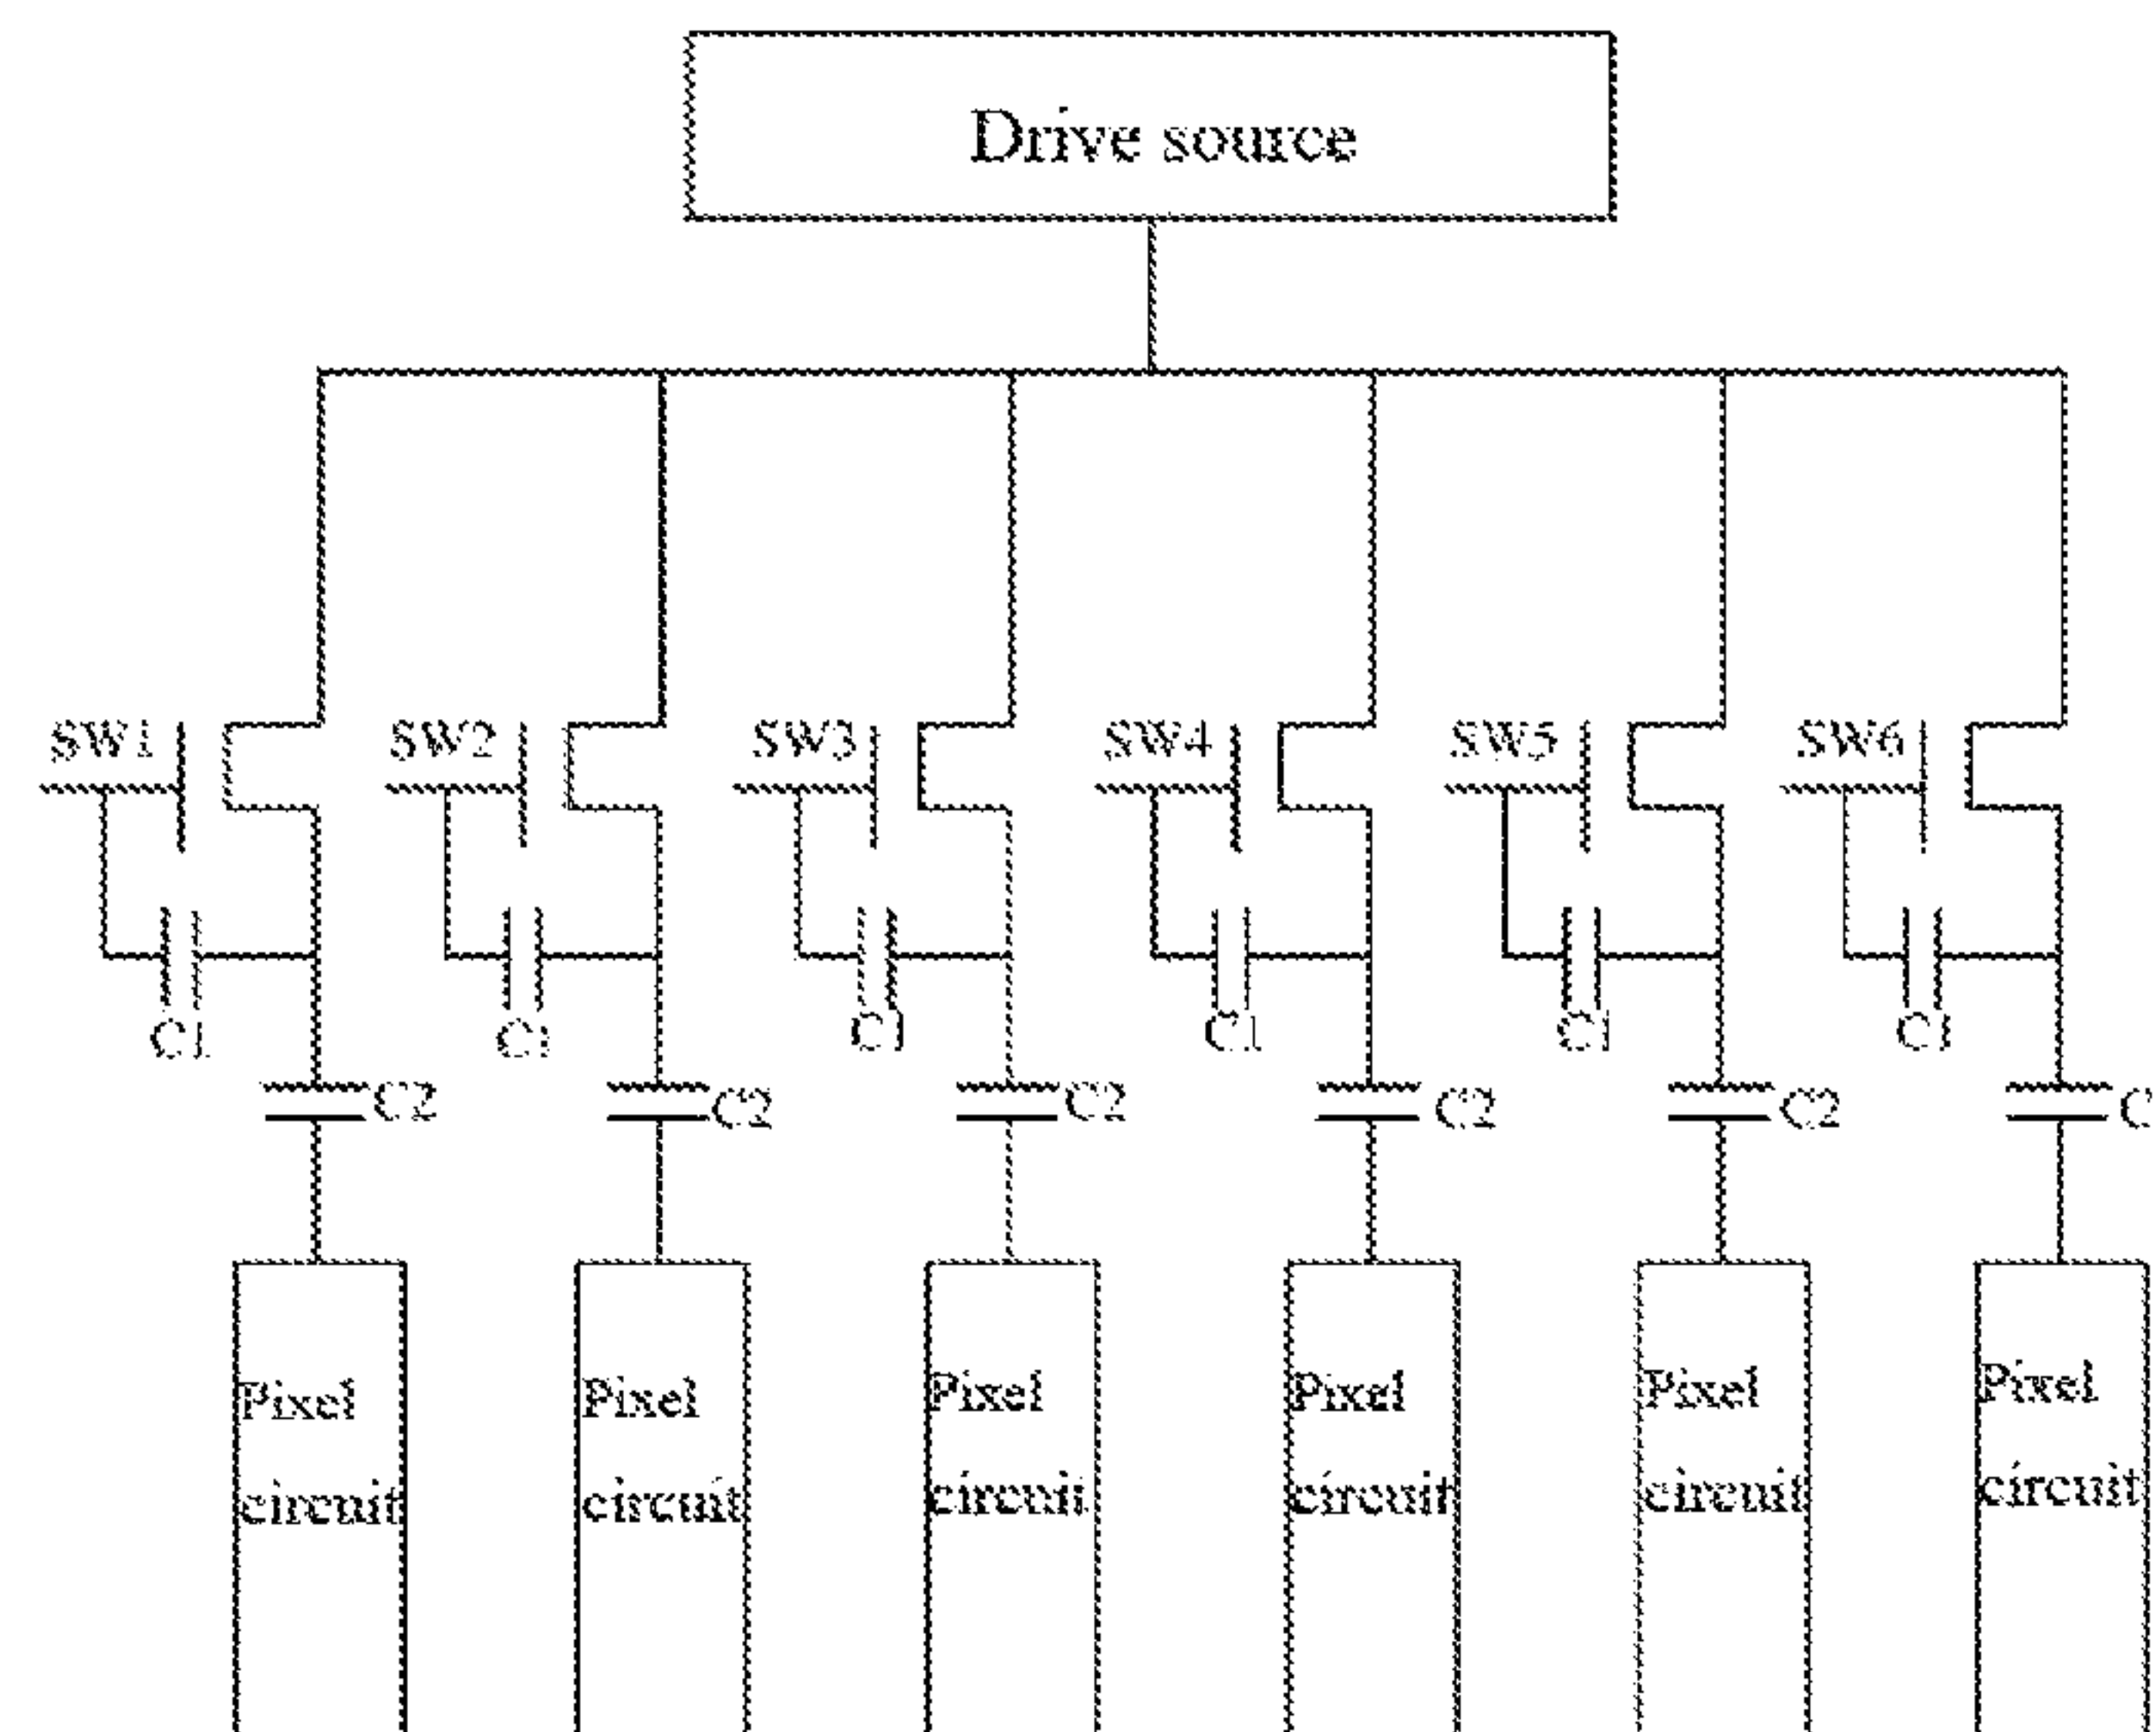 Drive source
SW1 SW2 SW3 SW4 SW5 SW6
C1 C1 C1 C1 C1 C1
C2 C2 C2 C2 C2 C
Pixel Pixel Pixel Pixel Pixel Pixel
circuit circuit circuit circuit circuit circuit